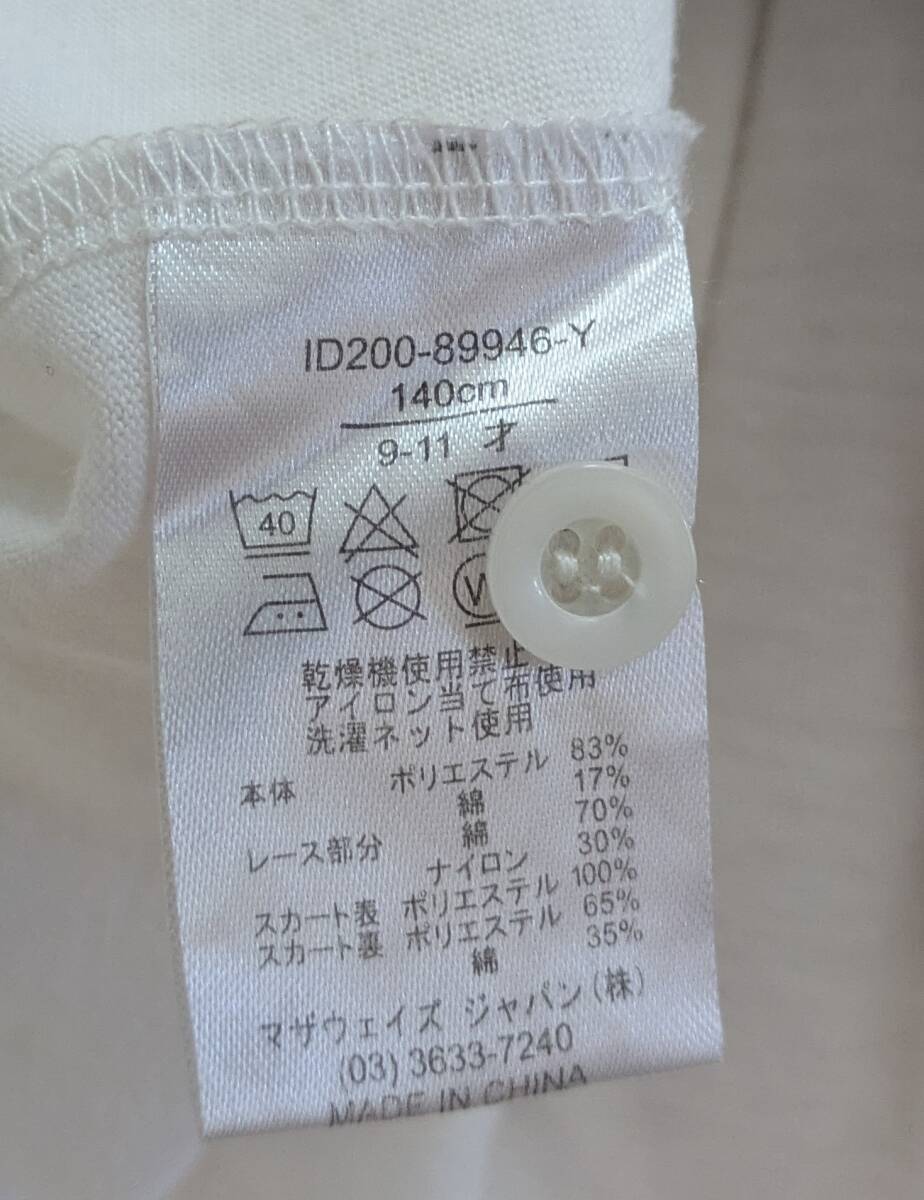 ID200-89946-Y
140cm
9-11 才
40
W
乾燥機使用禁止
アイロン当て布使用
洗濯ネット使用
本体 ポリエステル 83%
綿 17%
レース部分 綿 70%
ナイロン 30%
スカート表 ポリエステル 100%
スカート裏 ポリエステル 65%
綿 35%
マザウェイズ ジャパン(株)
(03) 3633-7240
MADE IN CHINA